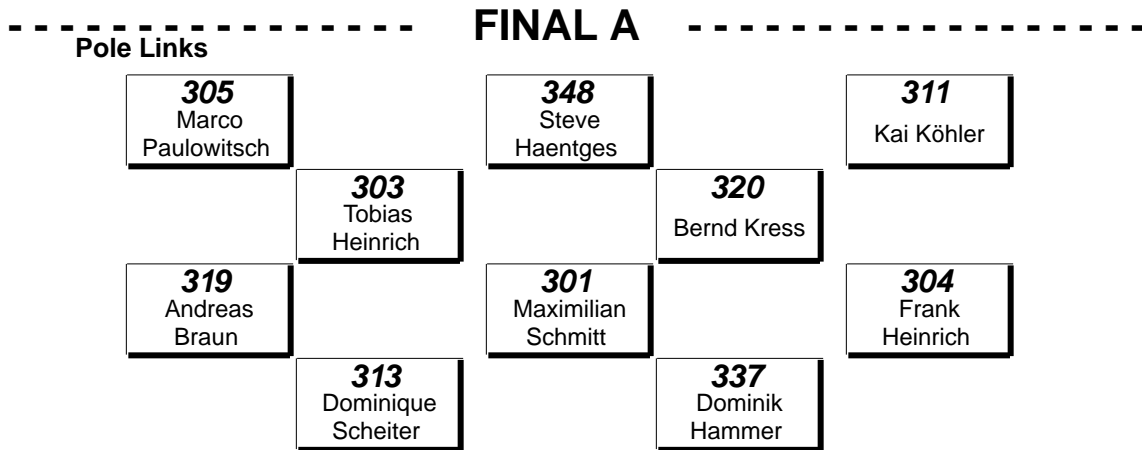 FINAL A
Pole Links
305
Marco
Paulowitsch
348
Steve
Haentges
311
Kai Köhler
303
Tobias
Heinrich
320
Bernd Kress
319
Andreas
Braun
301
Maximilian
Schmitt
304
Frank
Heinrich
313
Dominique
Scheiter
337
Dominik
Hammer